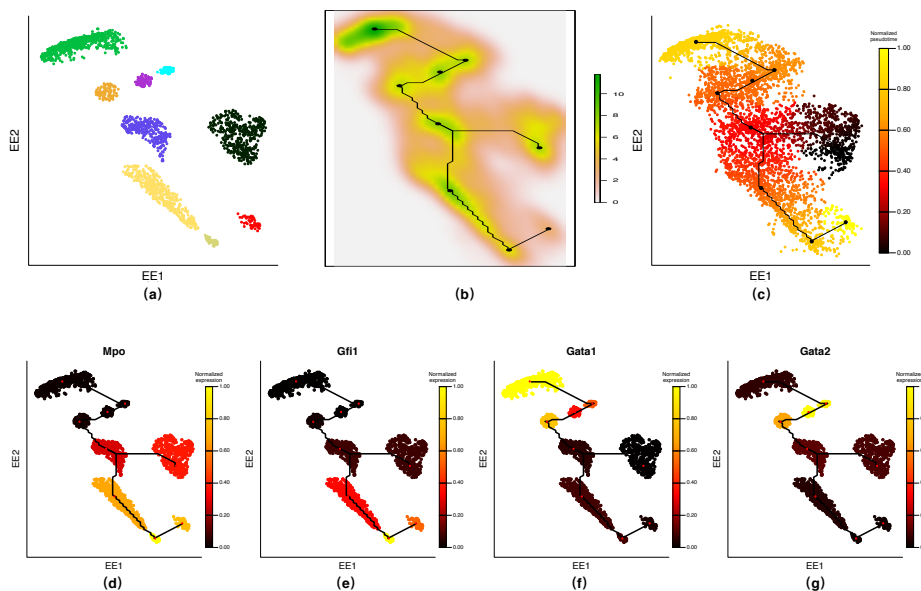 EE2
EE1
(a)
10
8
6
4
2
0
(b)
Normalized
pseudotime
1.00
0.80
0.60
0.40
0.20
0.00
EE2
EE1
(c)
Mpo
Normalized
expression
1.00
0.80
0.60
0.40
0.20
0.00
EE2
EE1
(d)
Gfi1
Normalized
expression
1.00
0.80
0.60
0.40
0.20
0.00
EE2
EE1
(e)
Gata1
Normalized
expression
1.00
0.80
0.60
0.40
0.20
0.00
EE2
EE1
(f)
Gata2
Normalized
expression
EE2
EE1
(g)